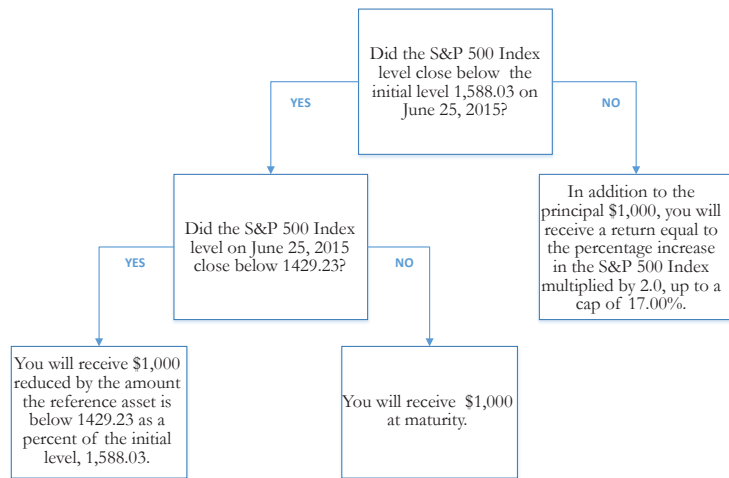 Did the S&P 500 Index
level close below the
initial level 1,588.03 on
June 25, 2015?
YES
NO
Did the S&P 500 Index
level on June 25, 2015
close below 1429.23?
In addition to the
principal $1,000, you will
receive a return equal to
the percentage increase
in the S&P 500 Index
multiplied by 2.0, up to a
cap of 17.00%.
YES
NO
You will receive $1,000
reduced by the amount
the reference asset is
below 1429.23 as a
percent of the initial
level, 1,588.03.
You will receive $1,000
at maturity.